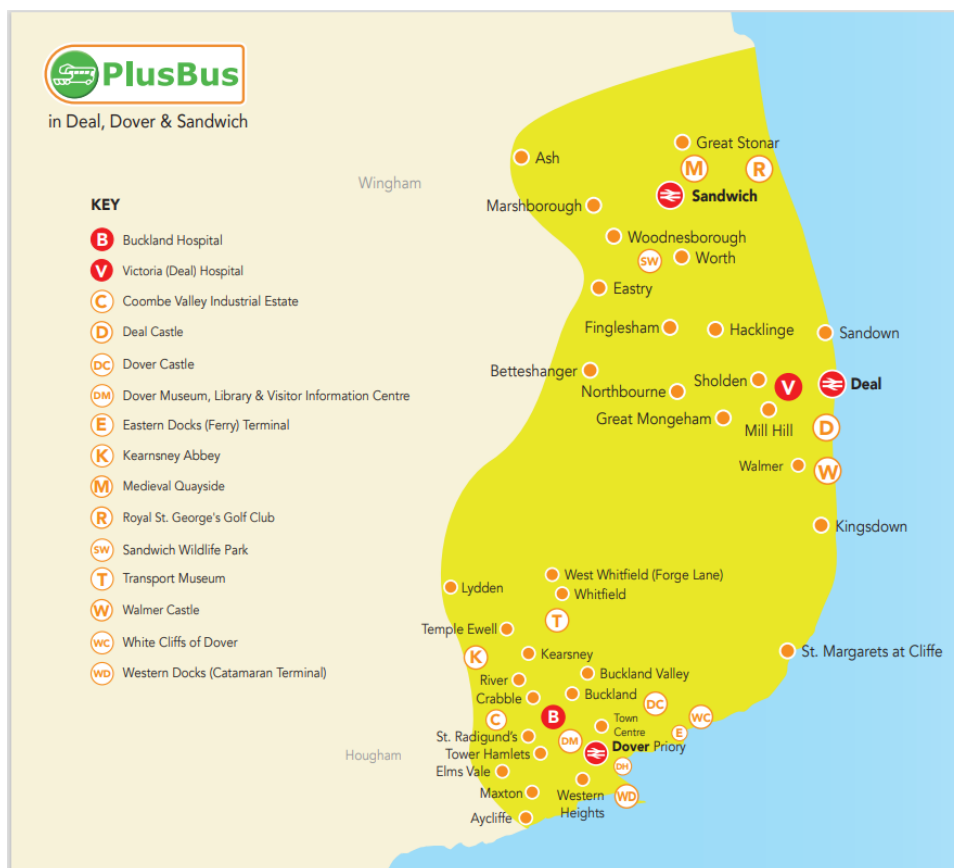 PlusBus
in Deal, Dover & Sandwich
KEY
B Buckland Hospital
V Victoria (Deal) Hospital
C Coombe Valley Industrial Estate
D Deal Castle
DC Dover Castle
DM Dover Museum, Library & Visitor Information Centre
E Eastern Docks (Ferry) Terminal
K Kearnsney Abbey
M Medieval Quayside
R Royal St. George's Golf Club
SW Sandwich Wildlife Park
T Transport Museum
W Walmer Castle
WC White Cliffs of Dover
WD Western Docks (Catamaran Terminal)
Great Stonar
Ash
M
R
Wingham
Sandwich
Marshborough
Woodnesborough
SW
Worth
Eastry
Finglesham
Hacklinge
Sandown
Betteshanger
Sholden
V
Deal
Northbourne
Great Mongeham
Mill Hill
D
Walmer
W
Kingsdown
West Whitfield (Forge Lane)
Lydden
Whitfield
T
Temple Ewell
K
Kearsney
St. Margarets at Cliffe
River
Buckland Valley
Crabble
Buckland
DC
C
B
Town
Centre
WC
E
St. Radigund's
DM
Dover Priory
Tower Hamlets
Hougham
DH
Elms Vale
Maxton
Western
Heights
WD
Aycliffe